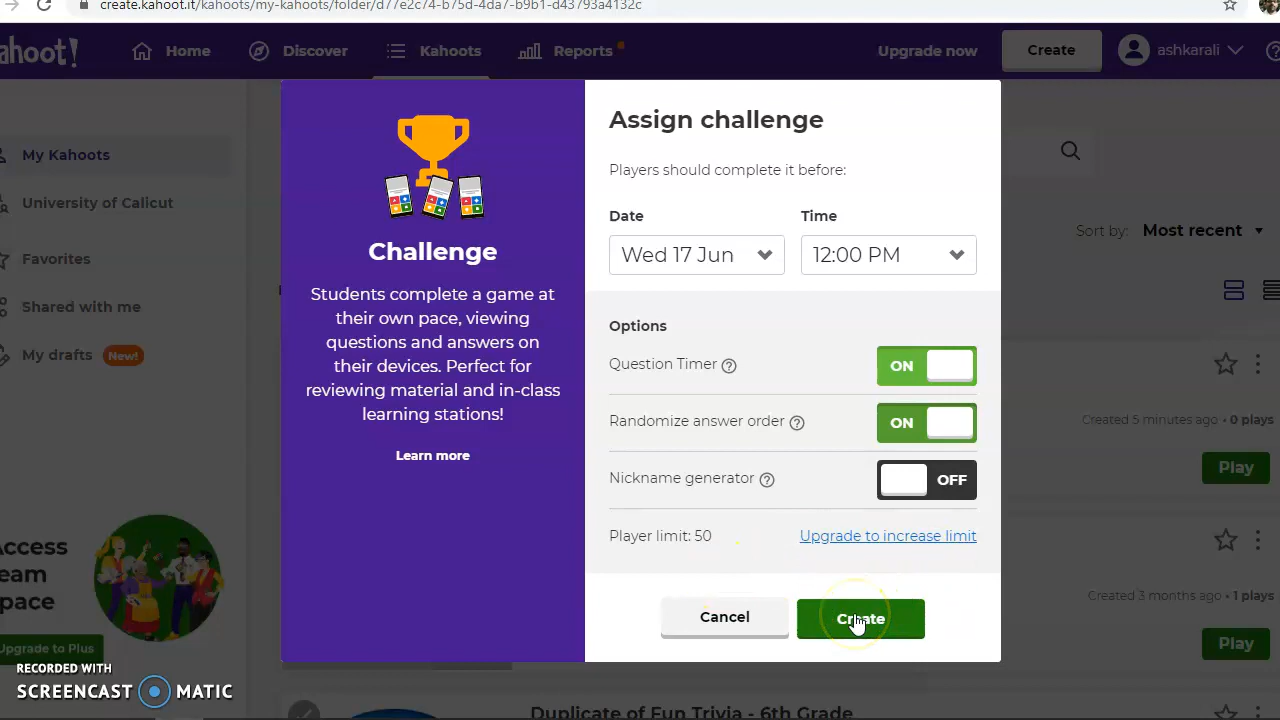 create.kahoot.it/kahoots/my-kahoots/folder/d77e2c74-b75d-4da7-b9b1-d43793a4132c
ahoot!
Home
Discover
Kahoots
Reports
Upgrade now
Create
ashkarali
My Kahoots
University of Calicut
Favorites
Shared with me
My drafts New!
Access
team
space
Upgrade to Plus
RECORDED WITH
SCREENCAST MATIC
Challenge
Students complete a game at
their own pace, viewing
questions and answers on
their devices. Perfect for
reviewing material and in-class
learning stations!
Learn more
Assign challenge
Players should complete it before:
Date Time
Wed 17 Jun 12:00 PM
Options
Question Timer ? ON
Randomize answer order ? ON
Nickname generator ? OFF
Player limit: 50 Upgrade to increase limit
Cancel Create
Sort by: Most recent
Created 5 minutes ago • 0 plays
Play
Created 3 months ago • 1 plays
Play
Duplicate of Fun Trivia - 6th Grade